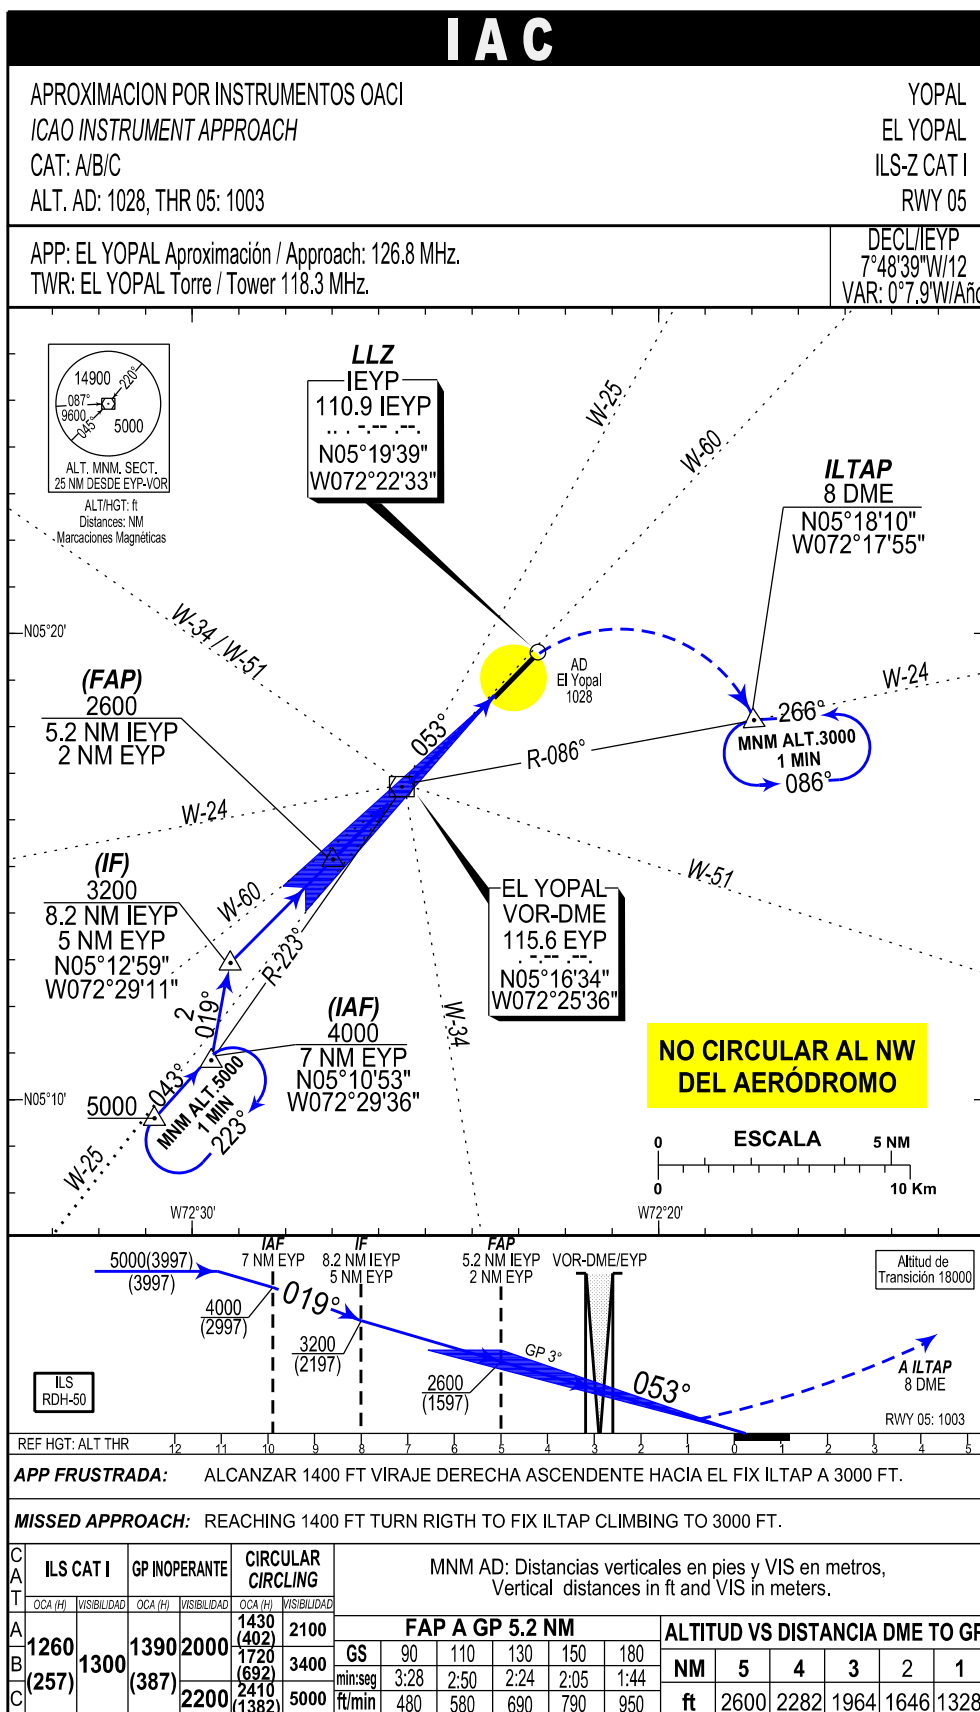 IAC
APROXIMACION POR INSTRUMENTOS OACI
ICAO INSTRUMENT APPROACH
CAT: A/B/C
ALT. AD: 1028, THR 05: 1003
YOPAL
EL YOPAL
ILS-Z CAT I
RWY 05
APP: EL YOPAL Aproximación / Approach: 126.8 MHz.
TWR: EL YOPAL Torre / Tower 118.3 MHz.
DECL/IEYP
7°48'39"W/12
VAR: 0°7.9'W/Año
14900
220°
087°
9600
045°
5000
ALT. MNM. SECT.
25 NM DESDE EYP-VOR
ALT/HGT: ft
Distances: NM
Marcaciones Magnéticas
LLZ
IEYP
110.9 IEYP
.. . -.-- .--.
N05°19'39"
W072°22'33"
W-25
W-60
ILTAP
8 DME
N05°18'10"
W072°17'55"
W-34 / W-51
N05°20'
AD
El Yopal
1028
W-24
(FAP)
2600
5.2 NM IEYP
2 NM EYP
053°
R-086°
266°
MNM ALT.3000
1 MIN
086°
W-24
W-51
(IF)
3200
8.2 NM IEYP
5 NM EYP
N05°12'59"
W072°29'11"
W-60
R-223°
EL YOPAL
VOR-DME
115.6 EYP
. -.-- .--.
N05°16'34"
W072°25'36"
2
019°
(IAF)
4000
7 NM EYP
N05°10'53"
W072°29'36"
W-34
NO CIRCULAR AL NW
DEL AERÓDROMO
N05°10'
5000
043°
MNM ALT.5000
1 MIN
223°
W-25
0 ESCALA 5 NM
0 10 Km
W72°30'
W72°20'
5000(3997)
(3997)
IAF
7 NM EYP
IF
8.2 NM IEYP
5 NM EYP
FAP
5.2 NM IEYP
2 NM EYP
VOR-DME/EYP
Altitud de
Transición 18000
4000
(2997)
019°
3200
(2197)
GP 3°
2600
(1597)
053°
A ILTAP
8 DME
ILS
RDH-50
RWY 05: 1003
REF HGT: ALT THR
12 11 10 9 8 7 6 5 4 3 2 1 0 1 2 3 4 5
APP FRUSTRADA: ALCANZAR 1400 FT VIRAJE DERECHA ASCENDENTE HACIA EL FIX ILTAP A 3000 FT.
MISSED APPROACH: REACHING 1400 FT TURN RIGTH TO FIX ILTAP CLIMBING TO 3000 FT.
CAT
ILS CAT I
GP INOPERANTE
CIRCULAR
CIRCLING
OCA (H) VISIBILIDAD OCA (H) VISIBILIDAD OCA (H) VISIBILIDAD
A
B
C
1260
(257)
1300
1390
(387)
2000
2200
1430
(402)
2100
1720
(692)
3400
2410
(1382)
5000
MNM AD: Distancias verticales en pies y VIS en metros,
Vertical distances in ft and VIS in meters.
FAP A GP 5.2 NM
GS 90 110 130 150 180
min:seg 3:28 2:50 2:24 2:05 1:44
ft/min 480 580 690 790 950
ALTITUD VS DISTANCIA DME TO GP
NM 5 4 3 2 1
ft 2600 2282 1964 1646 1328